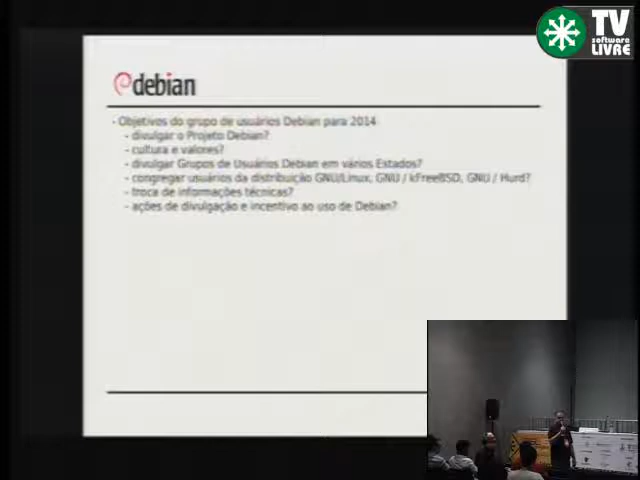 TV
software
LIVRE
debian
- Objetivos do grupo de usuários Debian para 2014
- divulgar o Projeto Debian?
- cultura e valores?
- divulgar Grupos de Usuários Debian em vários Estados?
- congregar usuários da distribuição GNU/Linux, GNU / kFreeBSD, GNU / Hurd?
- troca de informações técnicas?
- ações de divulgação e incentivo ao uso de Debian?